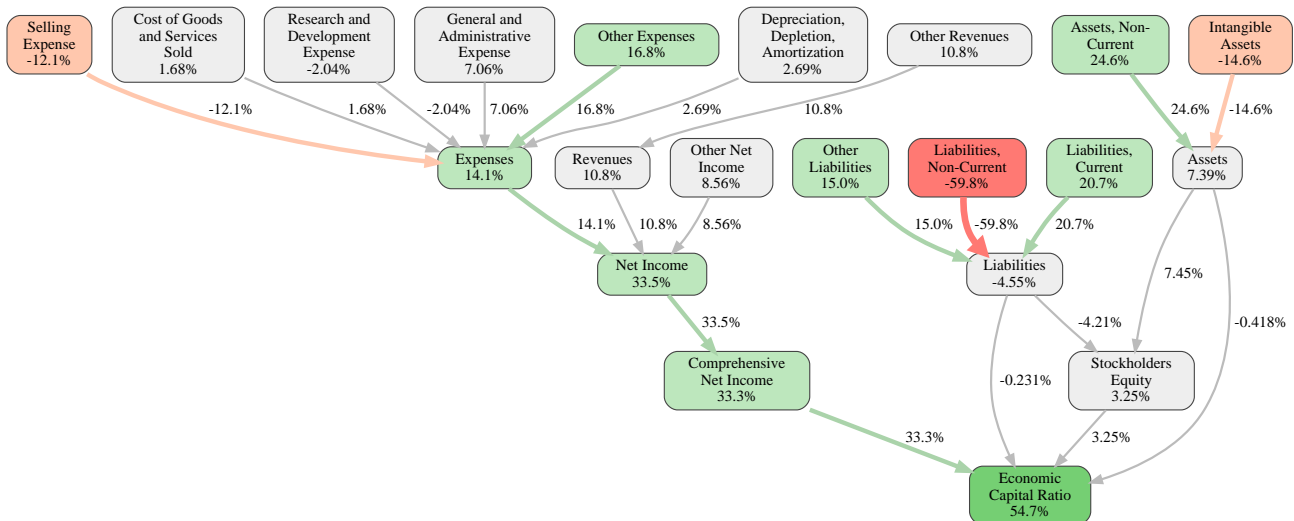 Selling
Expense
-12.1%
Cost of Goods
and Services
Sold
1.68%
Research and
Development
Expense
-2.04%
General and
Administrative
Expense
7.06%
Other Expenses
16.8%
Depreciation,
Depletion,
Amortization
2.69%
Other Revenues
10.8%
Assets, Non-
Current
24.6%
Intangible
Assets
-14.6%
-12.1%
1.68%
-2.04%
7.06%
16.8%
2.69%
10.8%
24.6%
-14.6%
Expenses
14.1%
Revenues
10.8%
Other Net
Income
8.56%
Other
Liabilities
15.0%
Liabilities,
Non-Current
-59.8%
Liabilities,
Current
20.7%
Assets
7.39%
14.1%
10.8%
8.56%
15.0%
-59.8%
20.7%
Net Income
33.5%
Liabilities
-4.55%
7.45%
33.5%
-4.21%
-0.418%
Comprehensive
Net Income
33.3%
-0.231%
Stockholders
Equity
3.25%
33.3%
3.25%
Economic
Capital Ratio
54.7%